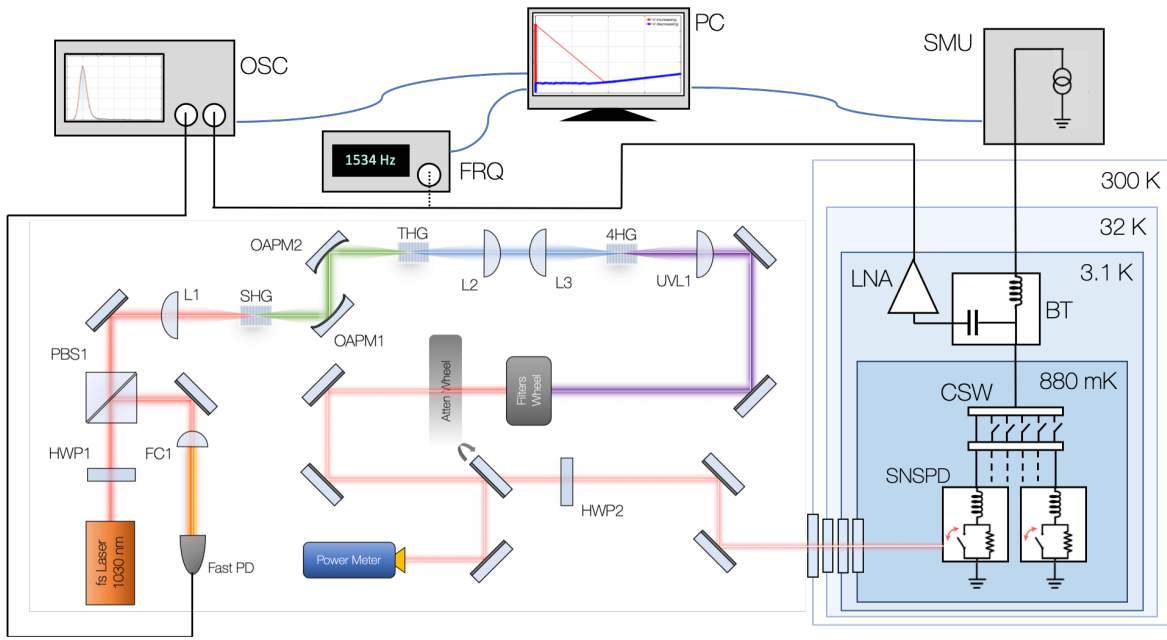 V increasing
V decreasing
PC
OSC
SMU
1534 Hz
FRQ
300 K
32 K
3.1 K
880 mK
LNA
BT
CSW
SNSPD
OAPM2
THG
4HG
L1
SHG
L2
L3
UVL1
OAPM1
PBS1
Atten Wheel
Filters
Wheel
HWP1
FC1
HWP2
fs Laser
1030 nm
Fast PD
Power Meter